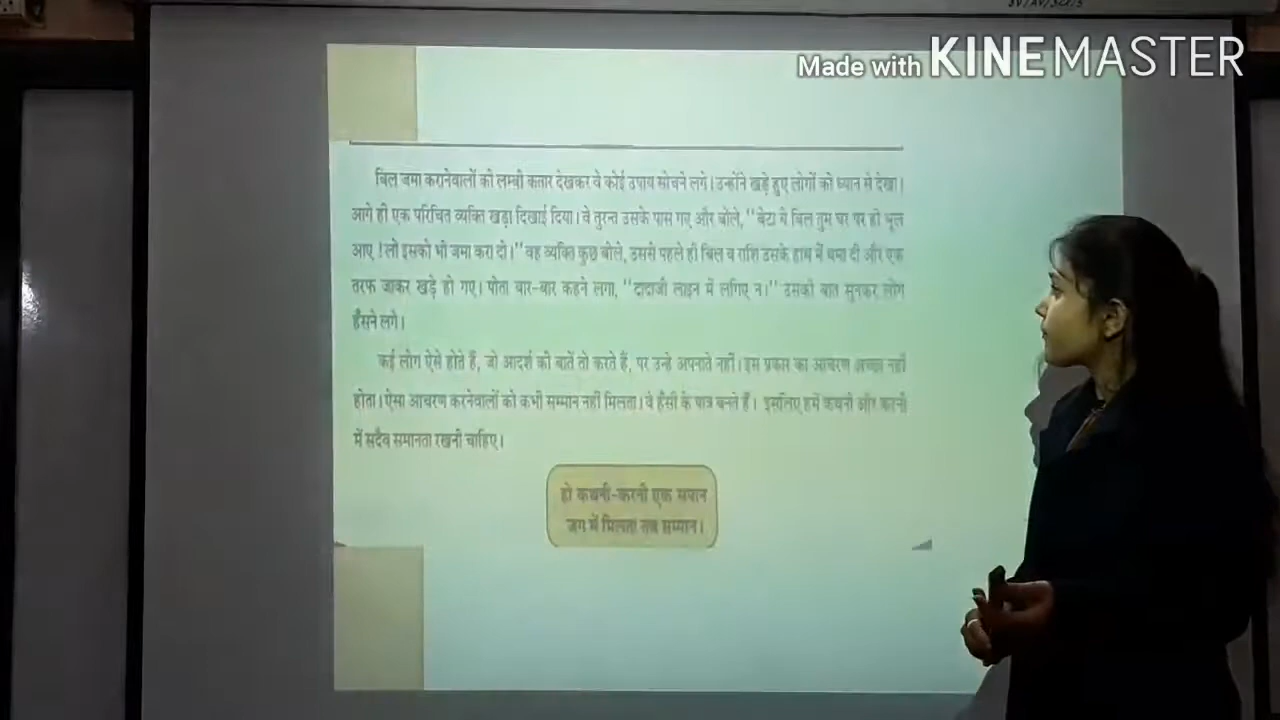 3V/AV/SCI/3
Made with KINEMASTER
बिल जमा करानेवालों की लम्बी कतार देखकर वे कोई उपाय सोचने लगे। उन्होंने खड़े हुए लोगों को ध्यान से देखा।
आगे ही एक परिचित व्यक्ति खड़ा दिखाई दिया। वे तुरन्त उसके पास गए और बोले, "बेटा ये बिल तुम घर पर ही भूल
आए ! लो इसको भी जमा करा दो।" वह व्यक्ति कुछ बोले, उससे पहले ही बिल व राशि उसके हाथ में थमा दी और एक
तरफ जाकर खड़े हो गए। पोता बार-बार कहने लगा, "दादाजी लाइन में लगिए न।" उसकी बात सुनकर लोग
हँसने लगे।
कई लोग ऐसे होते हैं, जो आदर्श की बातें तो करते हैं, पर उन्हे अपनाते नहीं। इस प्रकार का आचरण अच्छा नहीं
होता। ऐसा आचरण करनेवालों को कभी सम्मान नहीं मिलता। वे हँसी के पात्र बनते हैं। इसलिए हमें कथनी और करनी
में सदैव समानता रखनी चाहिए।
हो कथनी-करनी एक समान
जग में मिलता तब सम्मान।